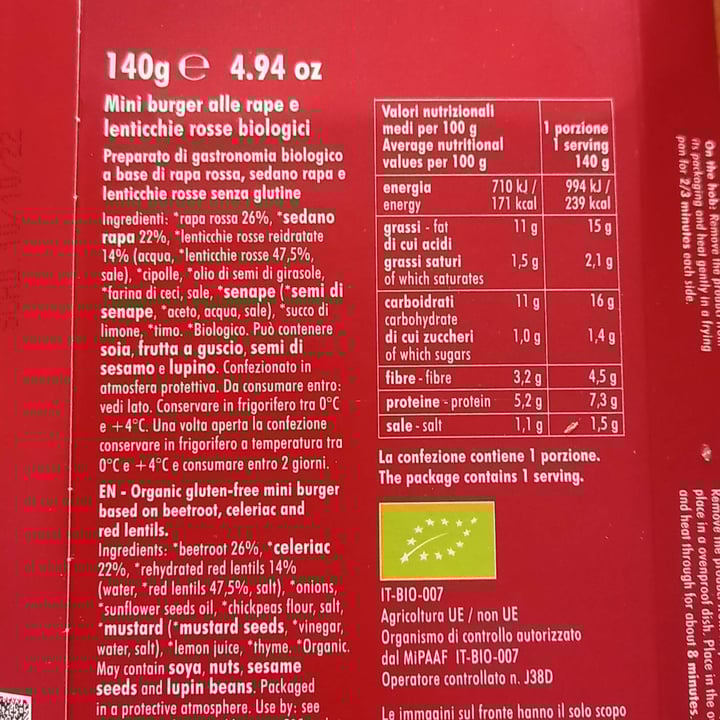 140g e 4.94 oz
Mini burger alle rape e
lenticchie rosse biologici
Preparato di gastronomia biologico
a base di rapa rossa, sedano rapa e
lenticchie rosse senza glutine
Ingredienti: *rapa rossa 26%, *sedano
rapa 22%, *lenticchie rosse reidratate
14% (acqua, *lenticchie rosse 47,5%,
sale), *cipolle, *olio di semi di girasole,
*farina di ceci, sale, *senape (*semi di
senape, *aceto, acqua, sale), *succo di
limone, *timo. *Biologico. Può contenere
soia, frutta a guscio, semi di
sesamo e lupino. Confezionato in
atmosfera protettiva. Da consumare entro:
vedi lato. Conservare in frigorifero tra 0°C
e +4°C. Una volta aperta la confezione
conservare in frigorifero a temperatura tra
0°C e +4°C e consumare entro 2 giorni.
EN - Organic gluten-free mini burger
based on beetroot, celeriac and
red lentils.
Ingredients: *beetroot 26%, *celeriac
22%, *rehydrated red lentils 14%
(water, *red lentils 47,5%, salt), *onions,
*sunflower seeds oil, *chickpeas flour, salt,
*mustard (*mustard seeds, *vinegar,
water, salt), *lemon juice, *thyme. *Organic.
May contain soya, nuts, sesame
seeds and lupin beans. Packaged
in a protective atmosphere. Use by: see
Valori nutrizionali
medi per 100 g
Average nutritional
values per 100 g
1 porzione
1 serving
140 g
energia 710 kJ / 994 kJ /
energy 171 kcal 239 kcal
grassi - fat 11 g 15 g
di cui acidi
grassi saturi 1,5 g 2,1 g
of which saturates
carboidrati 11 g 16 g
carbohydrate
di cui zuccheri 1,0 g 1,4 g
of which sugars
fibre - fibre 3,2 g 4,5 g
proteine - protein 5,2 g 7,3 g
sale - salt 1,1 g 1,5 g
La confezione contiene 1 porzione.
The package contains 1 serving.
IT-BIO-007
Agricoltura UE / non UE
Organismo di controllo autorizzato
dal MiPAAF IT-BIO-007
Operatore controllato n. J38D
Le immagini sul fronte hanno il solo scopo
On the hob: Remove the
its packaging and heat gently in a frying
pan for 2/3 minutes each side.
Remove the
place in a ovenproof dish. Place in the
and heat through for about 8 minutes.